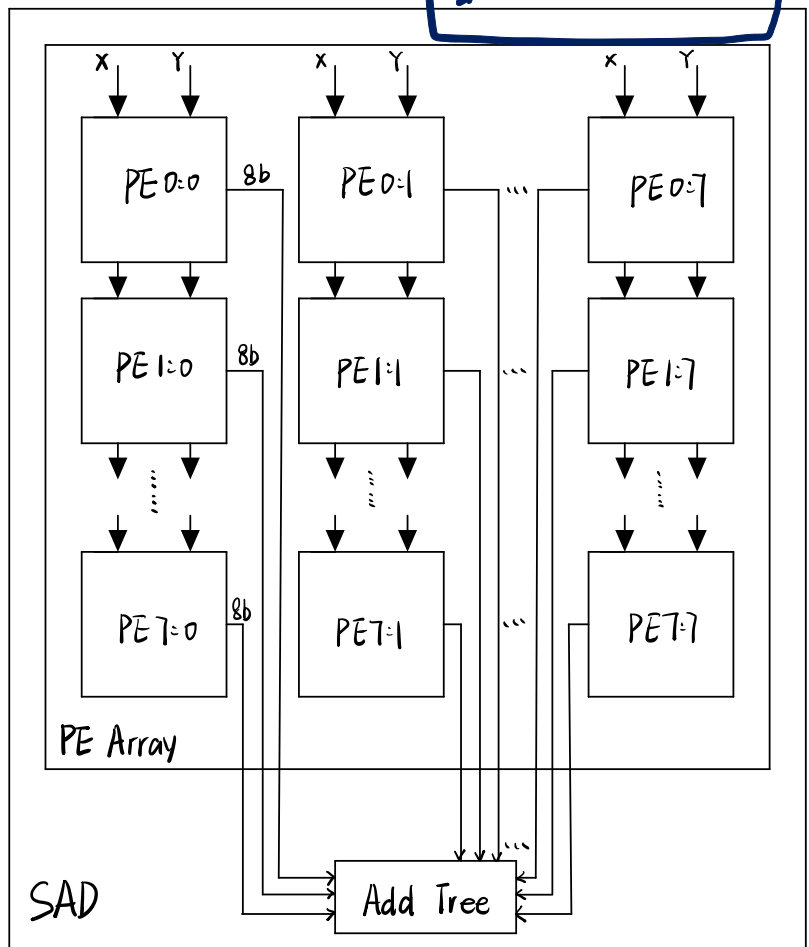 X Y X Y X Y
PE0:0 8b PE0:1 ... PE0:7
PE1:0 8b PE1:1 ... PE1:7
PE7:0 8b PE7:1 ... PE7:7
PE Array
SAD
Add Tree